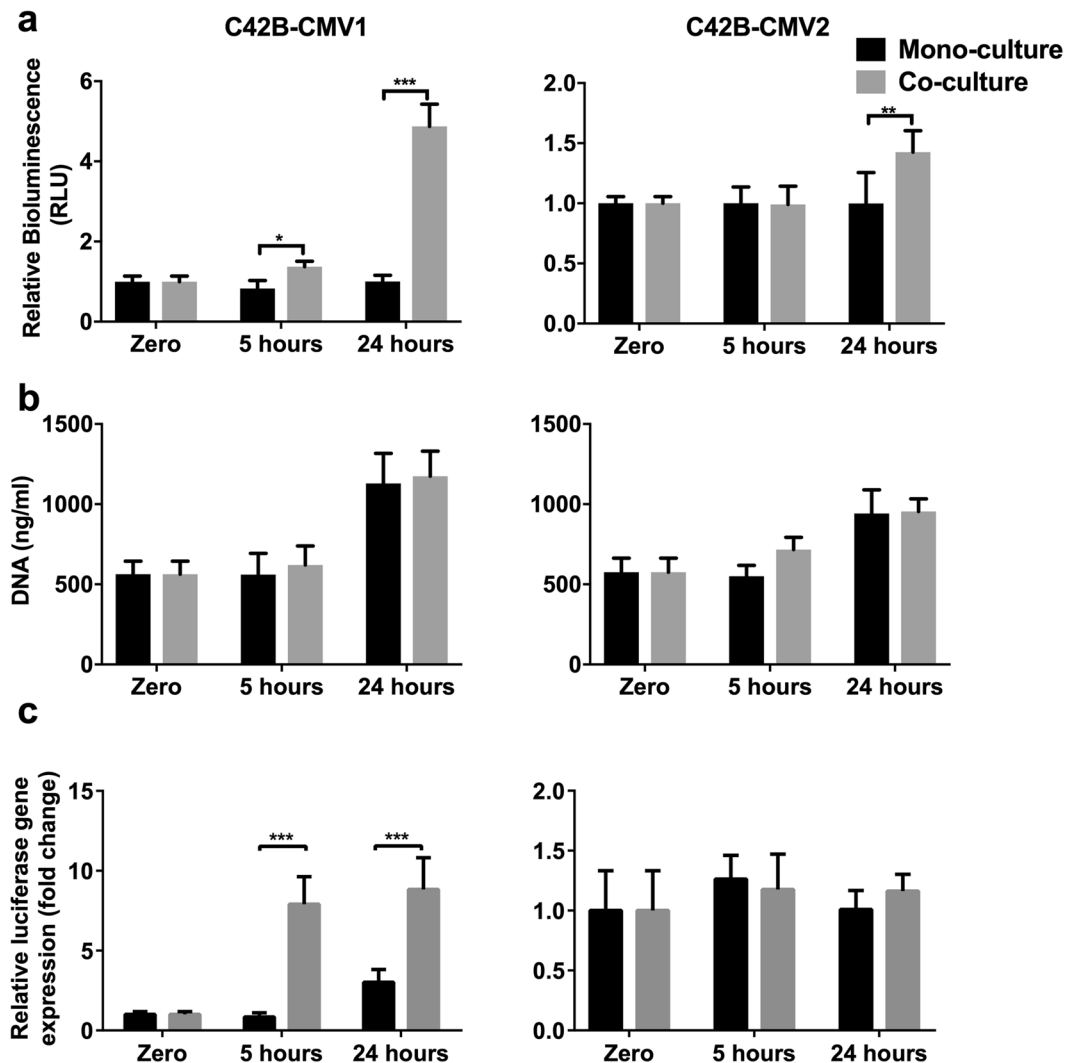 a
C42B-CMV1
C42B-CMV2
Mono-culture
Co-culture
Relative Bioluminescence
(RLU)
6
4
2
0
*
***
Zero
5 hours
24 hours
2.0
1.5
1.0
0.5
0.0
**
Zero
5 hours
24 hours
b
DNA (ng/ml)
1500
1000
500
0
Zero
5 hours
24 hours
1500
1000
500
0
Zero
5 hours
24 hours
c
Relative luciferase gene
expression (fold change)
15
10
5
0
***
***
Zero
5 hours
24 hours
2.0
1.5
1.0
0.5
0.0
Zero
5 hours
24 hours